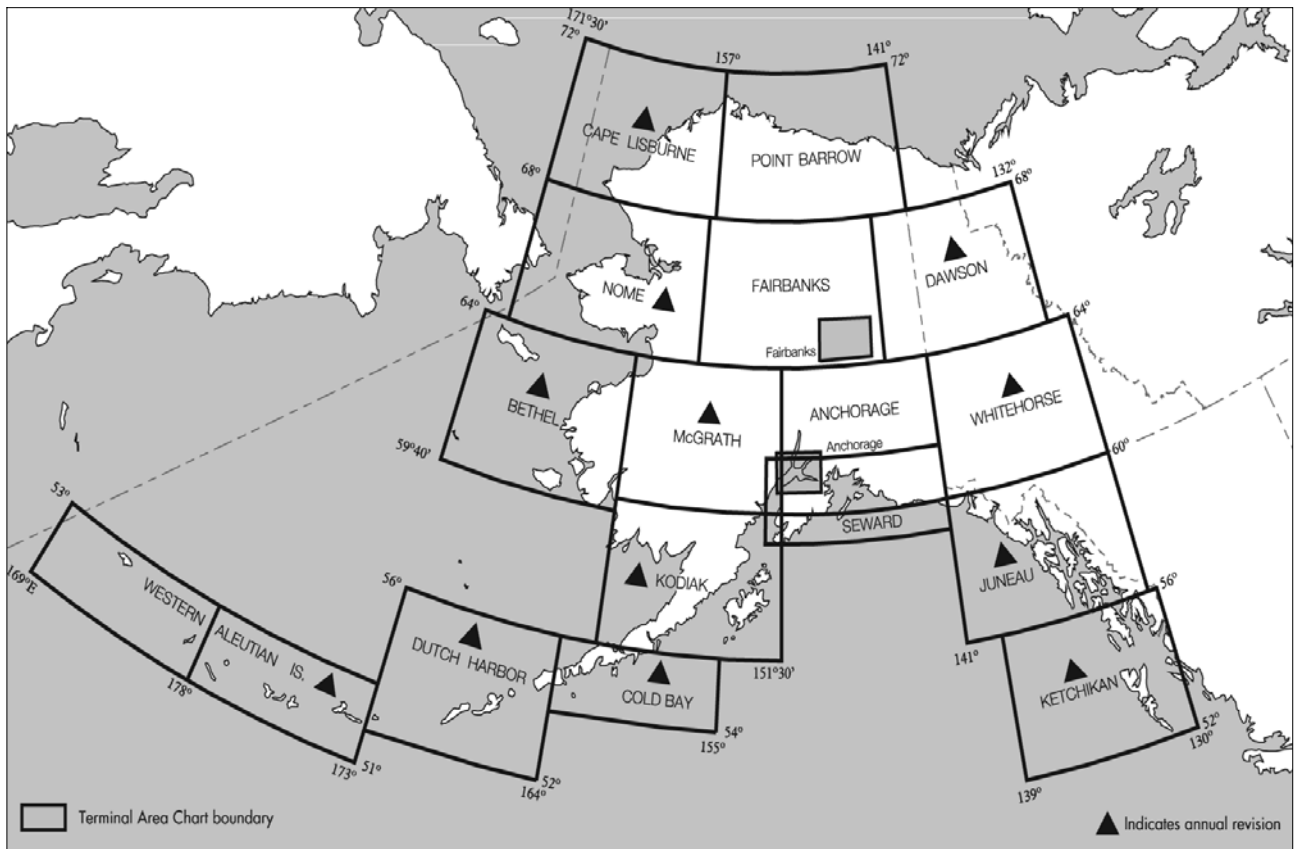 171°30'
72°
157°
141°
72°
CAPE LISBURNE
POINT BARROW
68°
132°
68°
NOME
FAIRBANKS
DAWSON
Fairbanks
64°
64°
BETHEL
McGRATH
ANCHORAGE
Anchorage
WHITEHORSE
59°40'
60°
SEWARD
53°
169°E
WESTERN
ALEUTIAN IS.
178°
173°
51°
56°
DUTCH HARBOR
KODIAK
JUNEAU
56°
COLD BAY
151°30'
141°
KETCHIKAN
54°
155°
52°
164°
52°
130°
139°
Terminal Area Chart boundary
Indicates annual revision